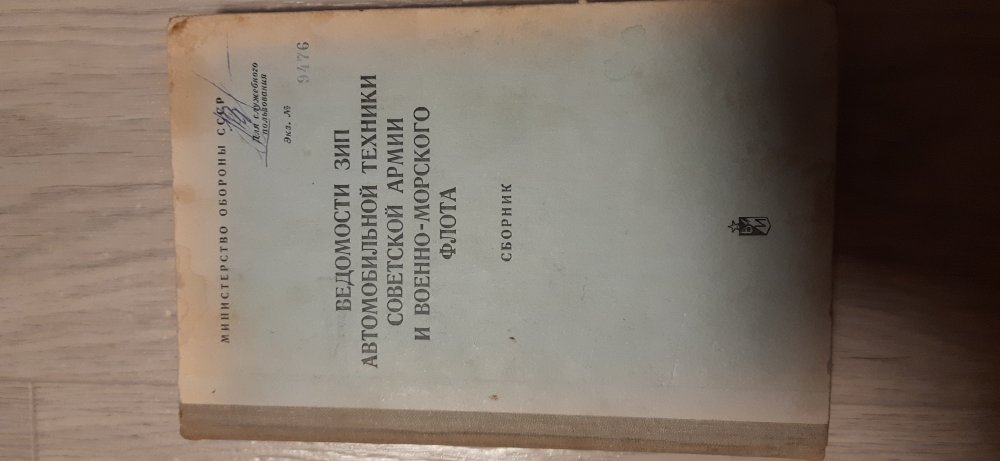 МИНИСТЕРСТВО ОБОРОНЫ СССР
Для служебного
пользования
Экз. №
9476
ВЕДОМОСТИ ЗИП
АВТОМОБИЛЬНОЙ ТЕХНИКИ
СОВЕТСКОЙ АРМИИ
И ВОЕННО-МОРСКОГО
ФЛОТА
СБОРНИК